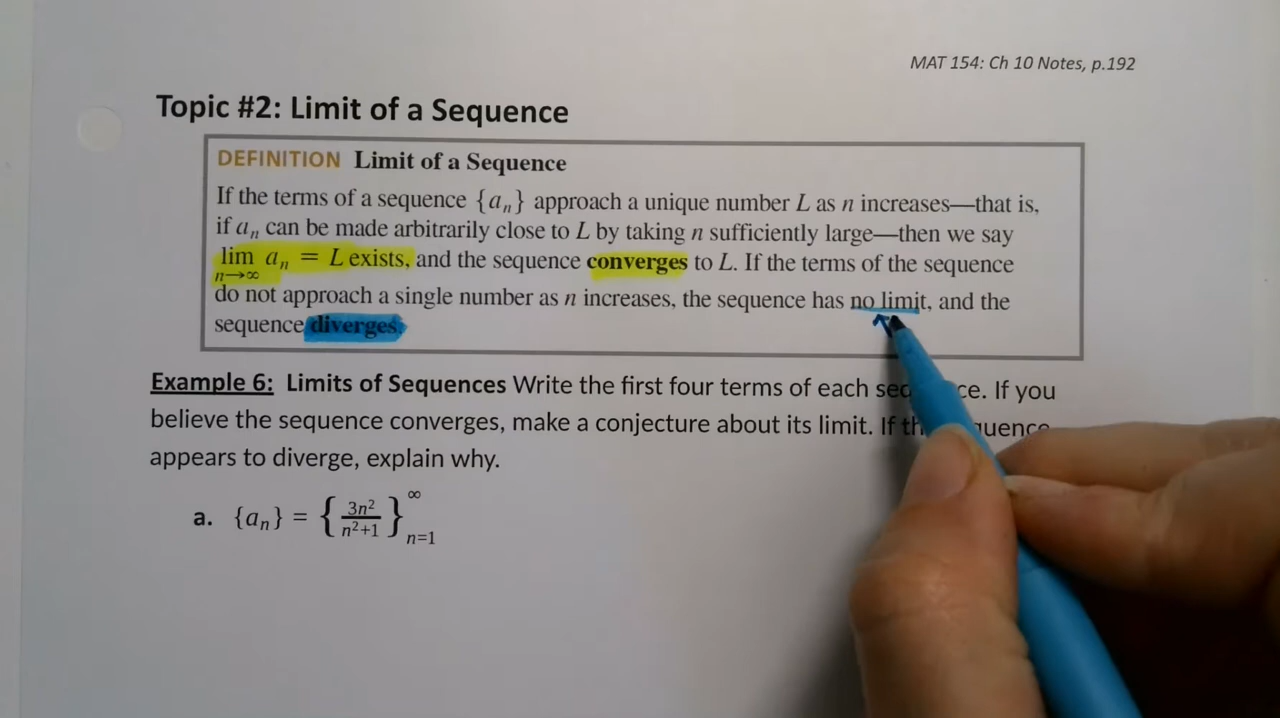 MAT 154: Ch 10 Notes, p.192
Topic #2: Limit of a Sequence
DEFINITION Limit of a Sequence
If the terms of a sequence {aₙ} approach a unique number L as n increases—that is,
if aₙ can be made arbitrarily close to L by taking n sufficiently large—then we say
lim n→∞ aₙ = L exists, and the sequence converges to L. If the terms of the sequence
do not approach a single number as n increases, the sequence has no limit, and the
sequence diverges.
Example 6: Limits of Sequences Write the first four terms of each ce. If you
believe the sequence converges, make a conjecture about its limit. If
appears to diverge, explain why.
a. {aₙ} = {3n²/n²+1}^∞ n=1